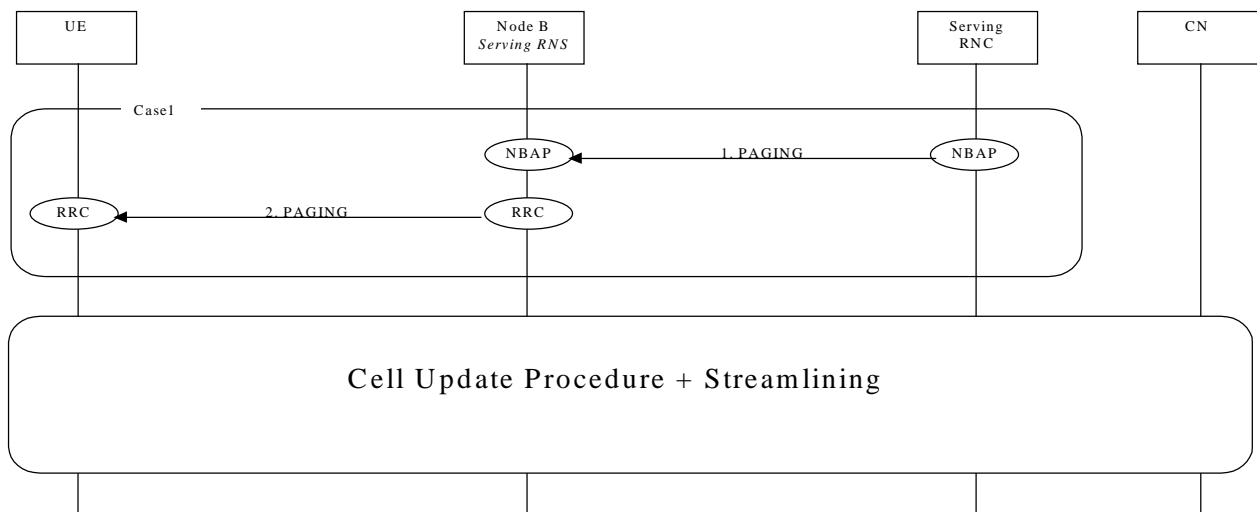 UE
Node B
Serving RNS
Serving
RNC
CN
Case1
NBAP
1. PAGING
NBAP
RRC
2. PAGING
RRC
Cell Update Procedure + Streamlining